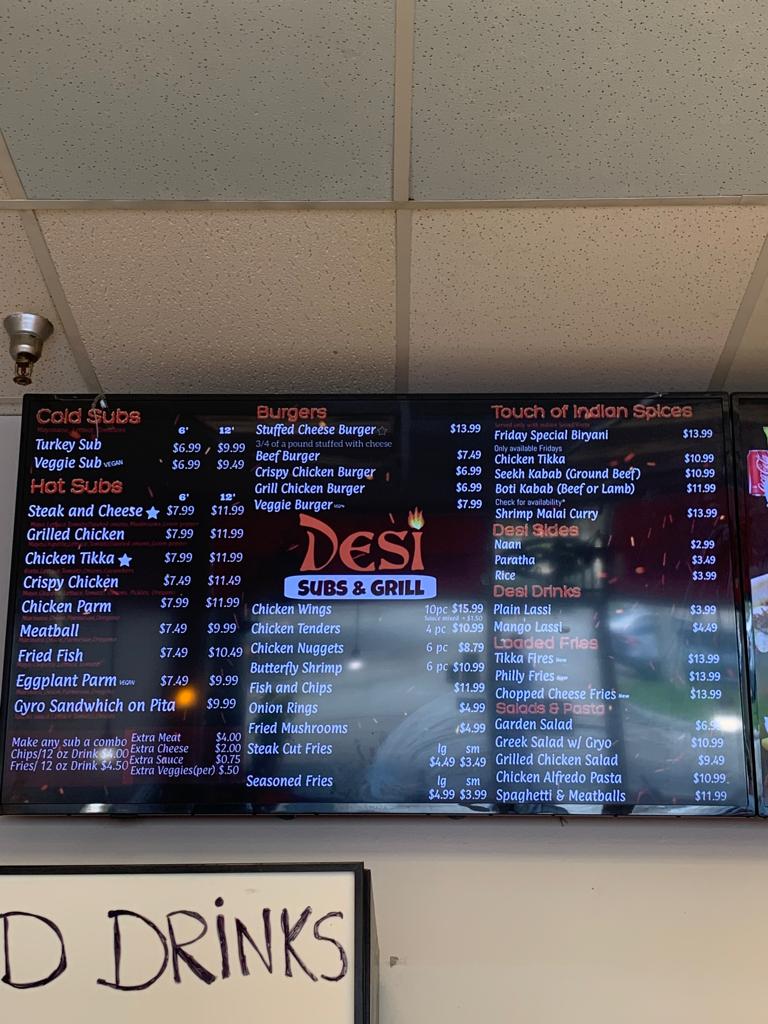 Cold Subs
6' 12'
Turkey Sub $6.99 $9.99
Veggie Sub VEGAN $6.99 $9.49
Hot Subs
6' 12'
Steak and Cheese $7.99 $11.99
Grilled Chicken $7.99 $11.99
Chicken Tikka $7.99 $11.99
Crispy Chicken $7.49 $11.49
Chicken Parm $7.99 $11.99
Meatball $7.49 $9.99
Fried Fish $7.49 $10.49
Eggplant Parm VEGAN $7.49 $9.99
Gyro Sandwich on Pita $9.99
Make any sub a combo
Chips/12 oz Drink $4.00
Fries/ 12 oz Drink $4.50
Extra Meat $4.00
Extra Cheese $2.00
Extra Sauce $0.75
Extra Veggies(per) $.50
Burgers
Stuffed Cheese Burger $13.99
3/4 of a pound stuffed with cheese
Beef Burger $7.49
Crispy Chicken Burger $6.99
Grill Chicken Burger $6.99
Veggie Burger $7.99
DESI
SUBS & GRILL
Chicken Wings 10pc $15.99
Sauce mixed +$1.50
Chicken Tenders 4 pc $10.99
Chicken Nuggets 6 pc $8.79
Butterfly Shrimp 6 pc $10.99
Fish and Chips $11.99
Onion Rings $4.99
Fried Mushrooms $4.99
Steak Cut Fries lg sm
$4.49 $3.49
Seasoned Fries lg sm
$4.99 $3.99
Touch of Indian Spices
Friday Special Biryani $13.99
Only available Fridays
Chicken Tikka $10.99
Seekh Kabab (Ground Beef) $10.99
Boti Kabab (Beef or Lamb) $11.99
Check for availability*
Shrimp Malai Curry $13.99
Desi Sides
Naan $2.99
Paratha $3.49
Rice $3.99
Desi Drinks
Plain Lassi $3.99
Mango Lassi $4.49
Loaded Fries
Tikka Fires New $13.99
Philly Fries New $13.99
Chopped Cheese Fries New $13.99
Salads & Pasta
Garden Salad
Greek Salad w/ Gryo $10.99
Grilled Chicken Salad $9.49
Chicken Alfredo Pasta $10.99
Spaghetti & Meatballs $11.99
D DRINKS